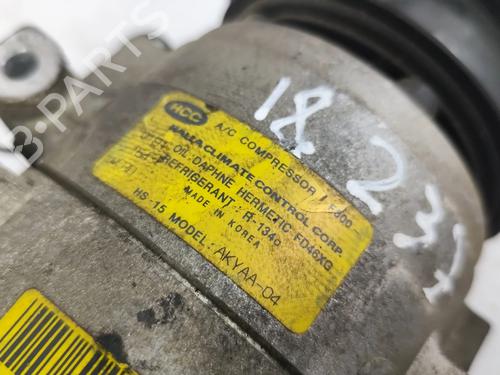 B-PARTS
HCC
A/C COMPRESSOR
HALLA CLIMATE CONTROL CORP.
OIL:DAPHNE HERMETIC FD46XG
REFRIGERANT : R-134a
MADE IN KOREA
HS-15 MODEL: AKYAA-04
18 237